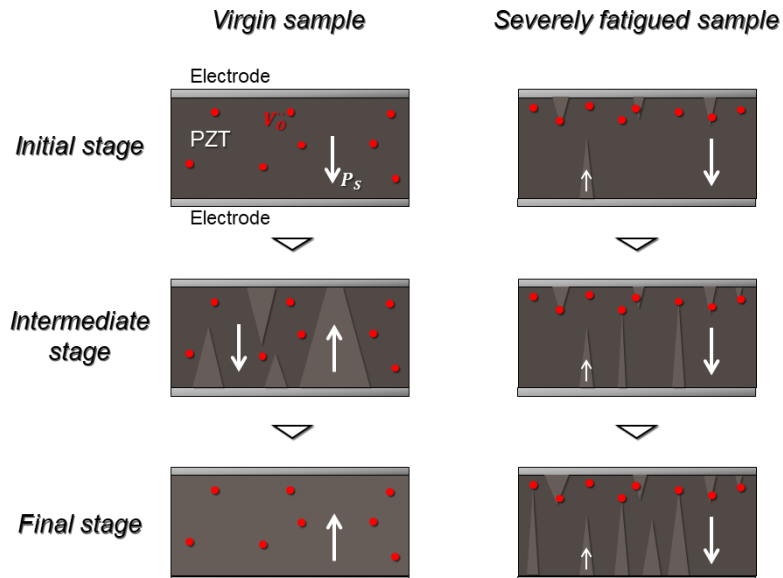 Virgin sample
Severely fatigued sample
Electrode
Initial stage
PZT
V_O^{..}
P_S
Electrode
Intermediate
stage
Final stage